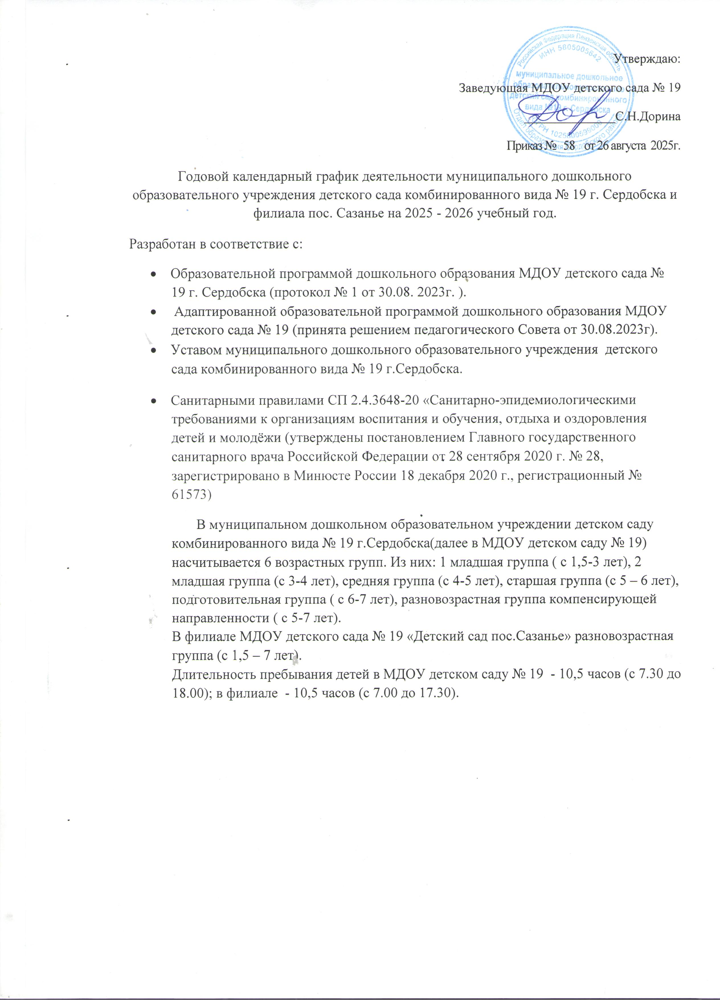 Российская Федерация Пензенская область
ИНН 5805005642
муниципальное дошкольное
детский сад комбинированного
вида №19 г. Сердобска
ОГРН 1025800599000
Утверждаю:
Заведующая МДОУ детского сада № 19
С.Н.Дорина
Приказ № 58 от 26 августа 2025г.
Годовой календарный график деятельности муниципального дошкольного
образовательного учреждения детского сада комбинированного вида № 19 г. Сердобска и
филиала пос. Сазанье на 2025 - 2026 учебный год.
Разработан в соответствие с:
• Образовательной программой дошкольного образования МДОУ детского сада №
19 г. Сердобска (протокол № 1 от 30.08. 2023г. ).
• Адаптированной образовательной программой дошкольного образования МДОУ
детского сада № 19 (принята решением педагогического Совета от 30.08.2023г).
• Уставом муниципального дошкольного образовательного учреждения детского
сада комбинированного вида № 19 г.Сердобска.
• Санитарными правилами СП 2.4.3648-20 «Санитарно-эпидемиологическими
требованиями к организациям воспитания и обучения, отдыха и оздоровления
детей и молодёжи (утверждены постановлением Главного государственного
санитарного врача Российской Федерации от 28 сентября 2020 г. № 28,
зарегистрировано в Минюсте России 18 декабря 2020 г., регистрационный №
61573)
В муниципальном дошкольном образовательном учреждении детском саду
комбинированного вида № 19 г.Сердобска(далее в МДОУ детском саду № 19)
насчитывается 6 возрастных групп. Из них: 1 младшая группа ( с 1,5-3 лет), 2
младшая группа (с 3-4 лет), средняя группа (с 4-5 лет), старшая группа (с 5 – 6 лет),
подготовительная группа ( с 6-7 лет), разновозрастная группа компенсирующей
направленности ( с 5-7 лет).
В филиале МДОУ детского сада № 19 «Детский сад пос.Сазанье» разновозрастная
группа (с 1,5 – 7 лет).
Длительность пребывания детей в МДОУ детском саду № 19 - 10,5 часов (с 7.30 до
18.00); в филиале - 10,5 часов (с 7.00 до 17.30).